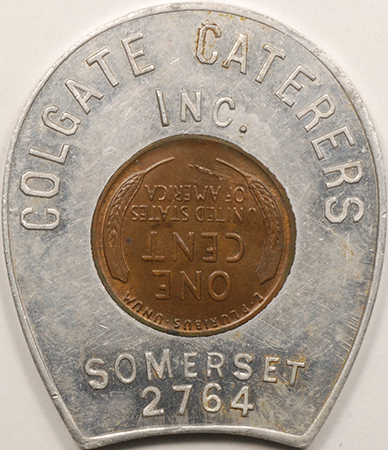 COLGATE CATERERS
INC.
E·PLURIBUS·UNUM
ONE
CENT
UNITED STATES
OF AMERICA
SOMERSET
2764